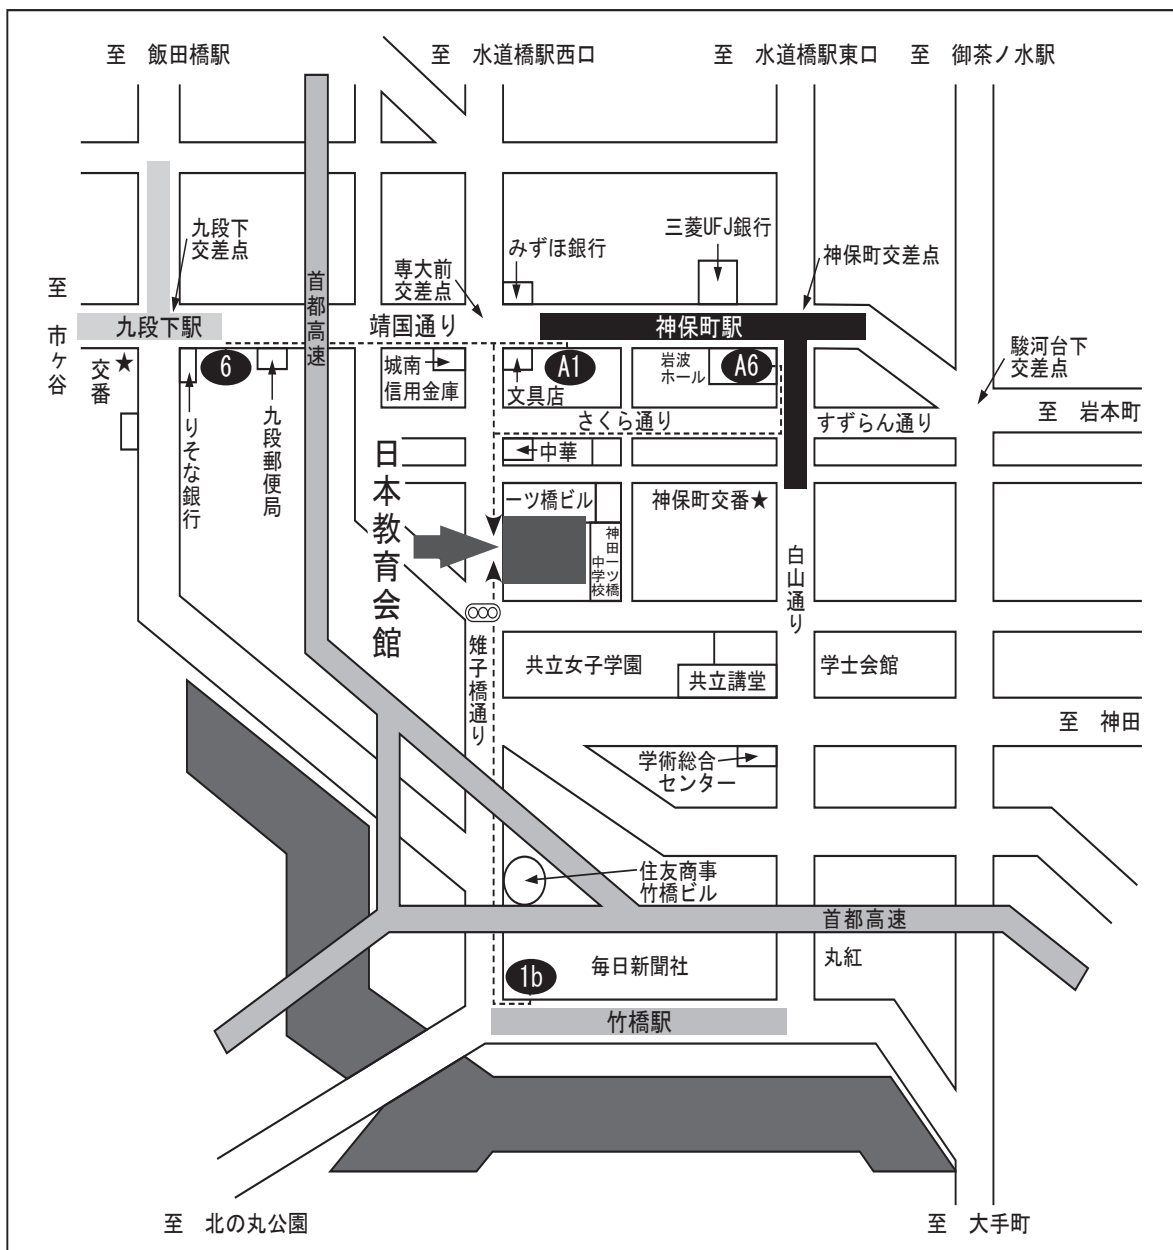 至　飯田橋駅
至　水道橋駅西口
至　水道橋駅東口
至　御茶ノ水駅
九段下
交差点
首都高速
専大前
交差点
みずほ銀行
三菱UFJ銀行
神保町交差点
至　市ヶ谷
九段下駅
靖国通り
神保町駅
駿河台下
交差点
交番★
6
城南
信用金庫
文具店
A1
岩波
ホール
A6
さくら通り
すずらん通り
至　岩本町
りそな銀行
九段郵便局
日本教育会館
中華
一ツ橋ビル
神田一ツ橋
中学校
神保町交番★
白山通り
雉子橋通り
共立女子学園
共立講堂
学士会館
至　神田
学術総合
センター
住友商事
竹橋ビル
首都高速
1b
毎日新聞社
丸紅
竹橋駅
至　北の丸公園
至　大手町